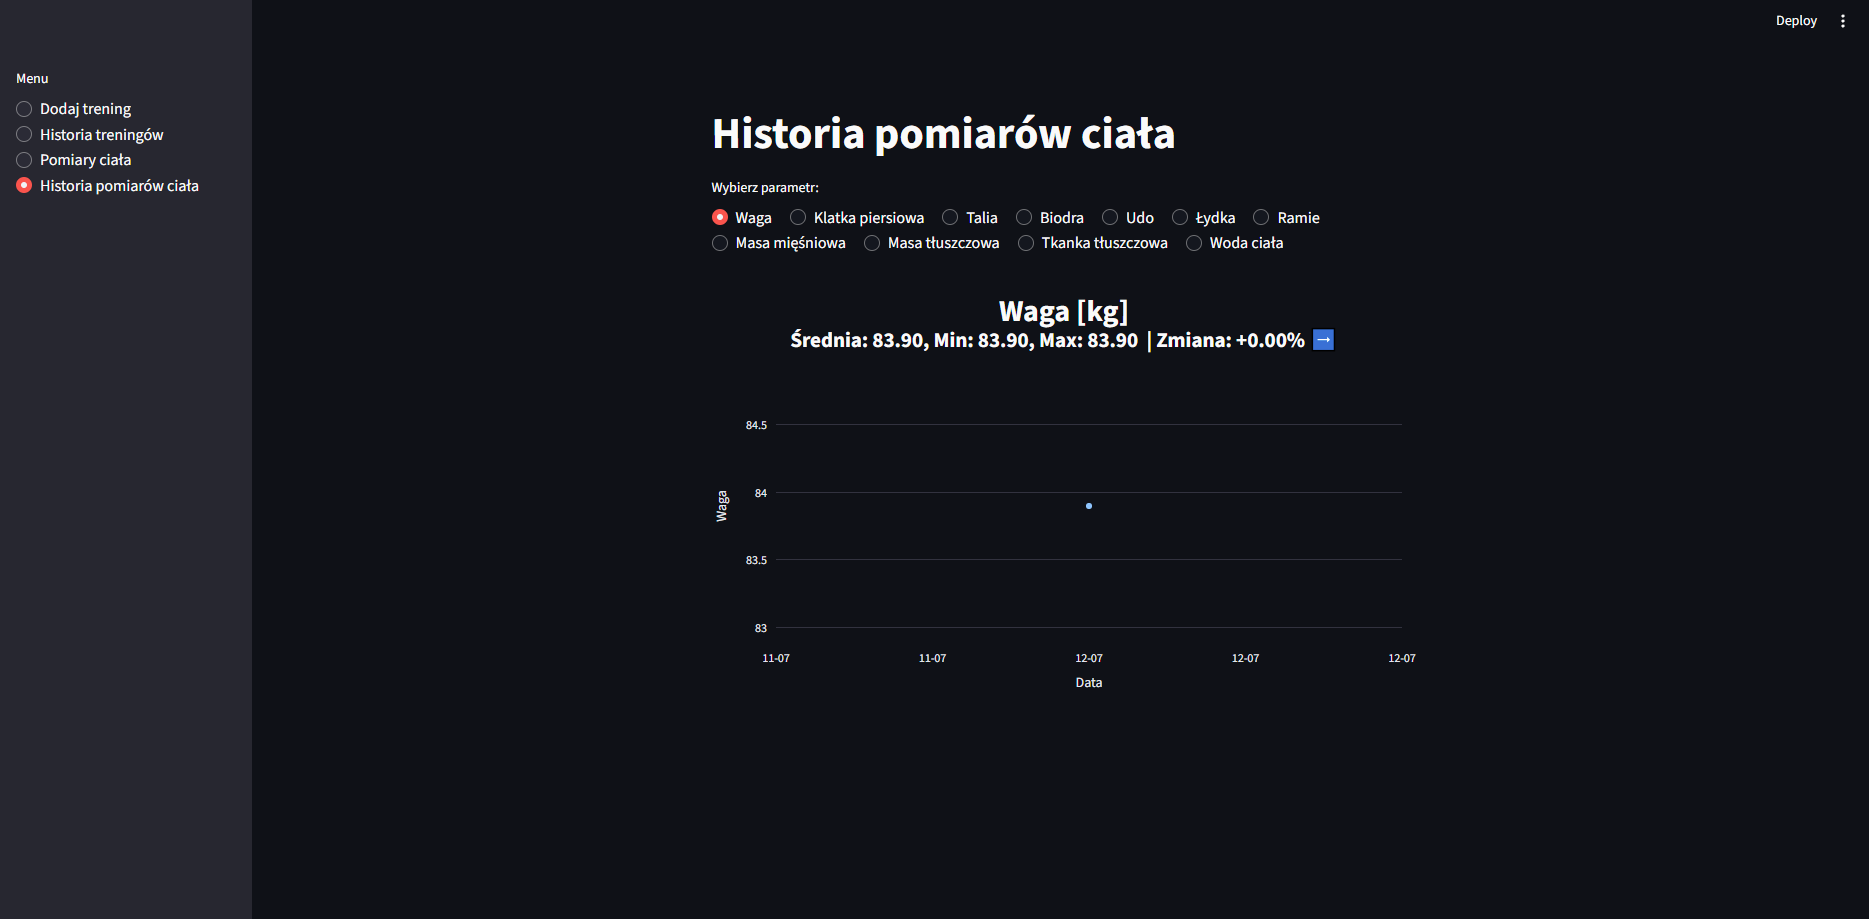 Deploy
Menu
Dodaj trening
Historia treningów
Pomiary ciała
Historia pomiarów ciała
Historia pomiarów ciała
Wybierz parametr:
Waga Klatka piersiowa Talia Biodra Udo Łydka Ramie
Masa mięśniowa Masa tłuszczowa Tkanka tłuszczowa Woda ciała
Waga [kg]
Średnia: 83.90, Min: 83.90, Max: 83.90 | Zmiana: +0.00% ➡
84.5
84
83.5
83
Waga
11-07 11-07 12-07 12-07 12-07
Data